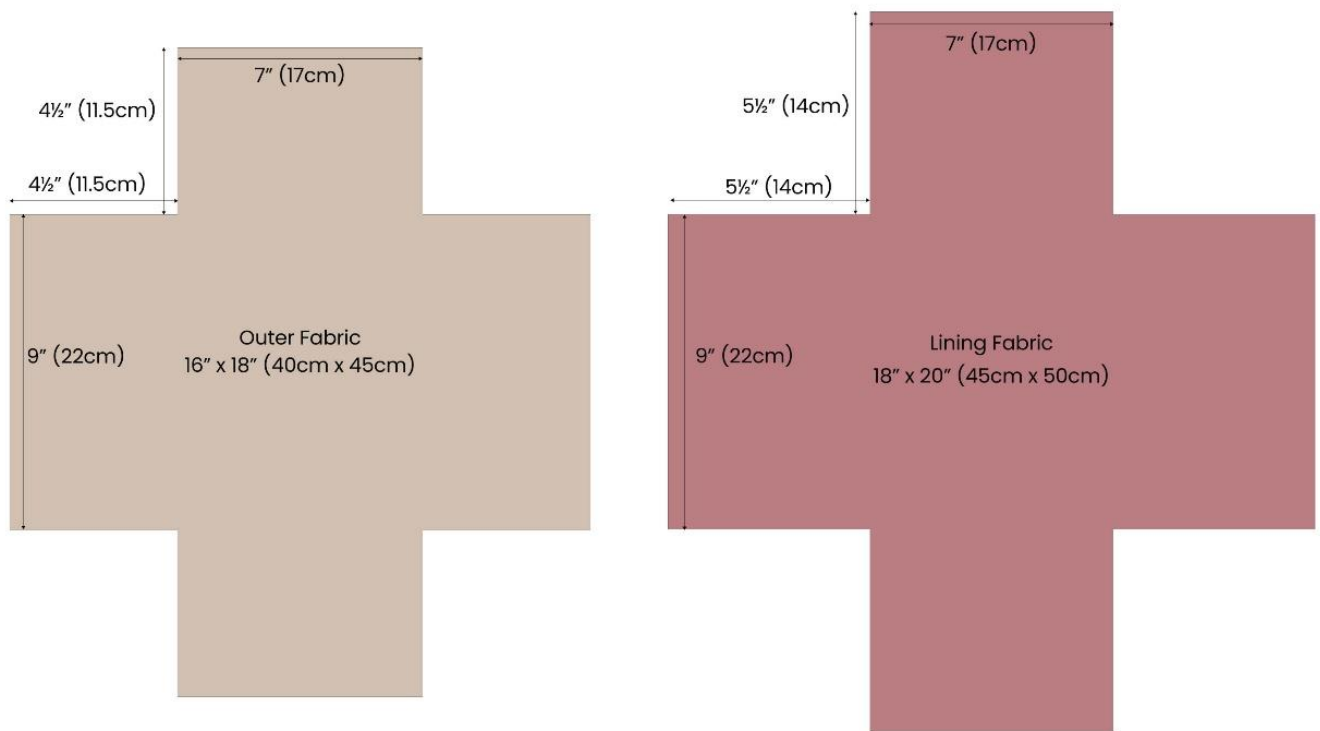 7” (17cm)
4½” (11.5cm)
4½” (11.5cm)
9” (22cm)
Outer Fabric
16” x 18” (40cm x 45cm)
7” (17cm)
5½” (14cm)
5½” (14cm)
9” (22cm)
Lining Fabric
18” x 20” (45cm x 50cm)